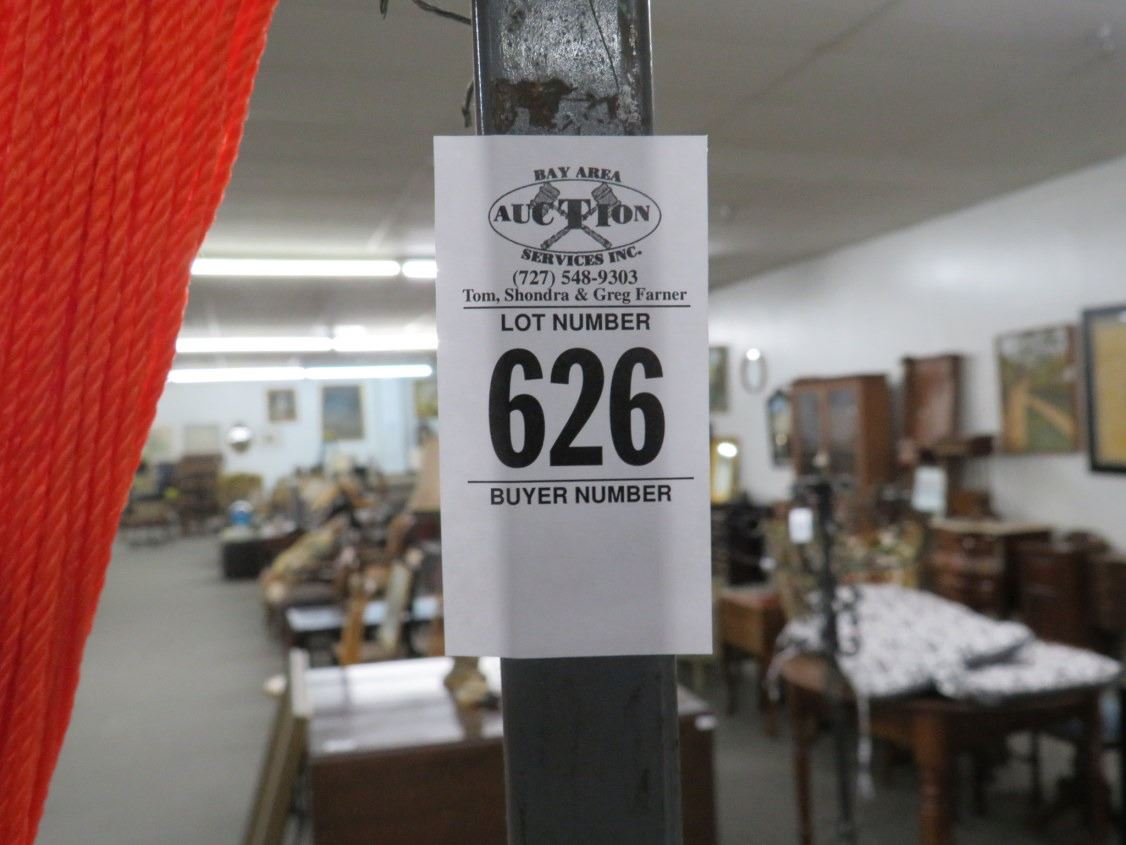 BAY AREA
AUCTION
SERVICES INC.
(727) 548-9303
Tom, Shondra & Greg Farner
LOT NUMBER
626
BUYER NUMBER